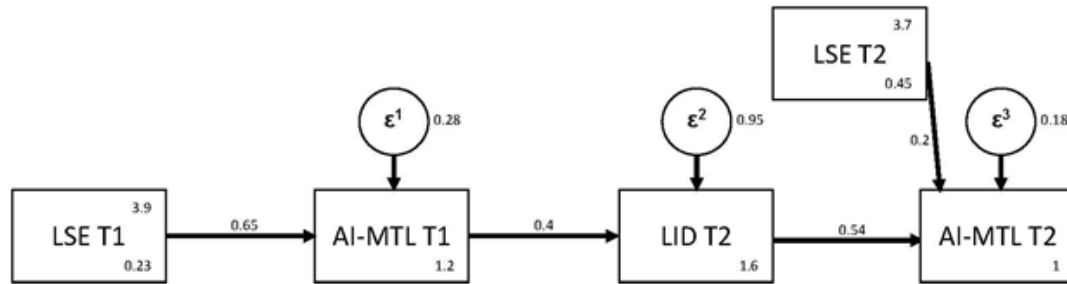 3.7
LSE T2
0.45
ε¹ 0.28
ε² 0.95
ε³ 0.18
0.2
3.9
LSE T1
0.23
0.65
AI-MTL T1
1.2
0.4
LID T2
1.6
0.54
AI-MTL T2
1